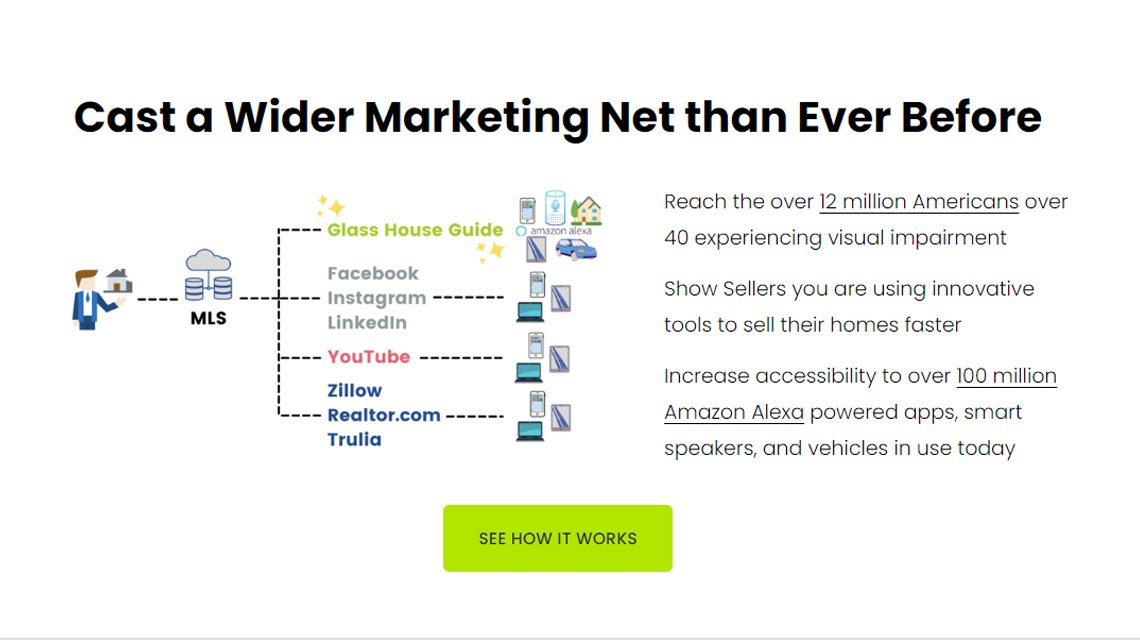 Cast a Wider Marketing Net than Ever Before
Glass House Guide
amazon alexa
Facebook
Instagram
LinkedIn
MLS
YouTube
Zillow
Realtor.com
Trulia
Reach the over 12 million Americans over
40 experiencing visual impairment
Show Sellers you are using innovative
tools to sell their homes faster
Increase accessibility to over 100 million
Amazon Alexa powered apps, smart
speakers, and vehicles in use today
SEE HOW IT WORKS